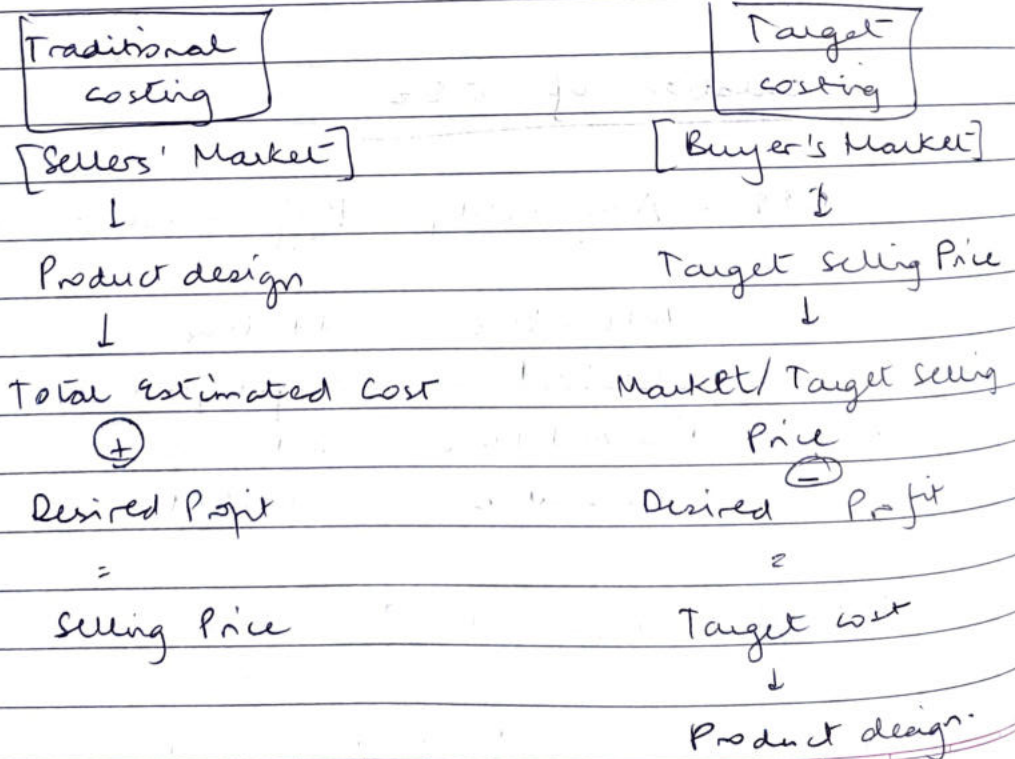 Traditional
costing
[Sellers' Market]
↓
Product design
↓
Total Estimated Cost
+
Desired Profit
=
Selling Price
Target
costing
[Buyer's Market]
↓
Target Selling Price
↓
Market/Target Selling
Price
-
Desired Profit
=
Target cost
↓
Product design.